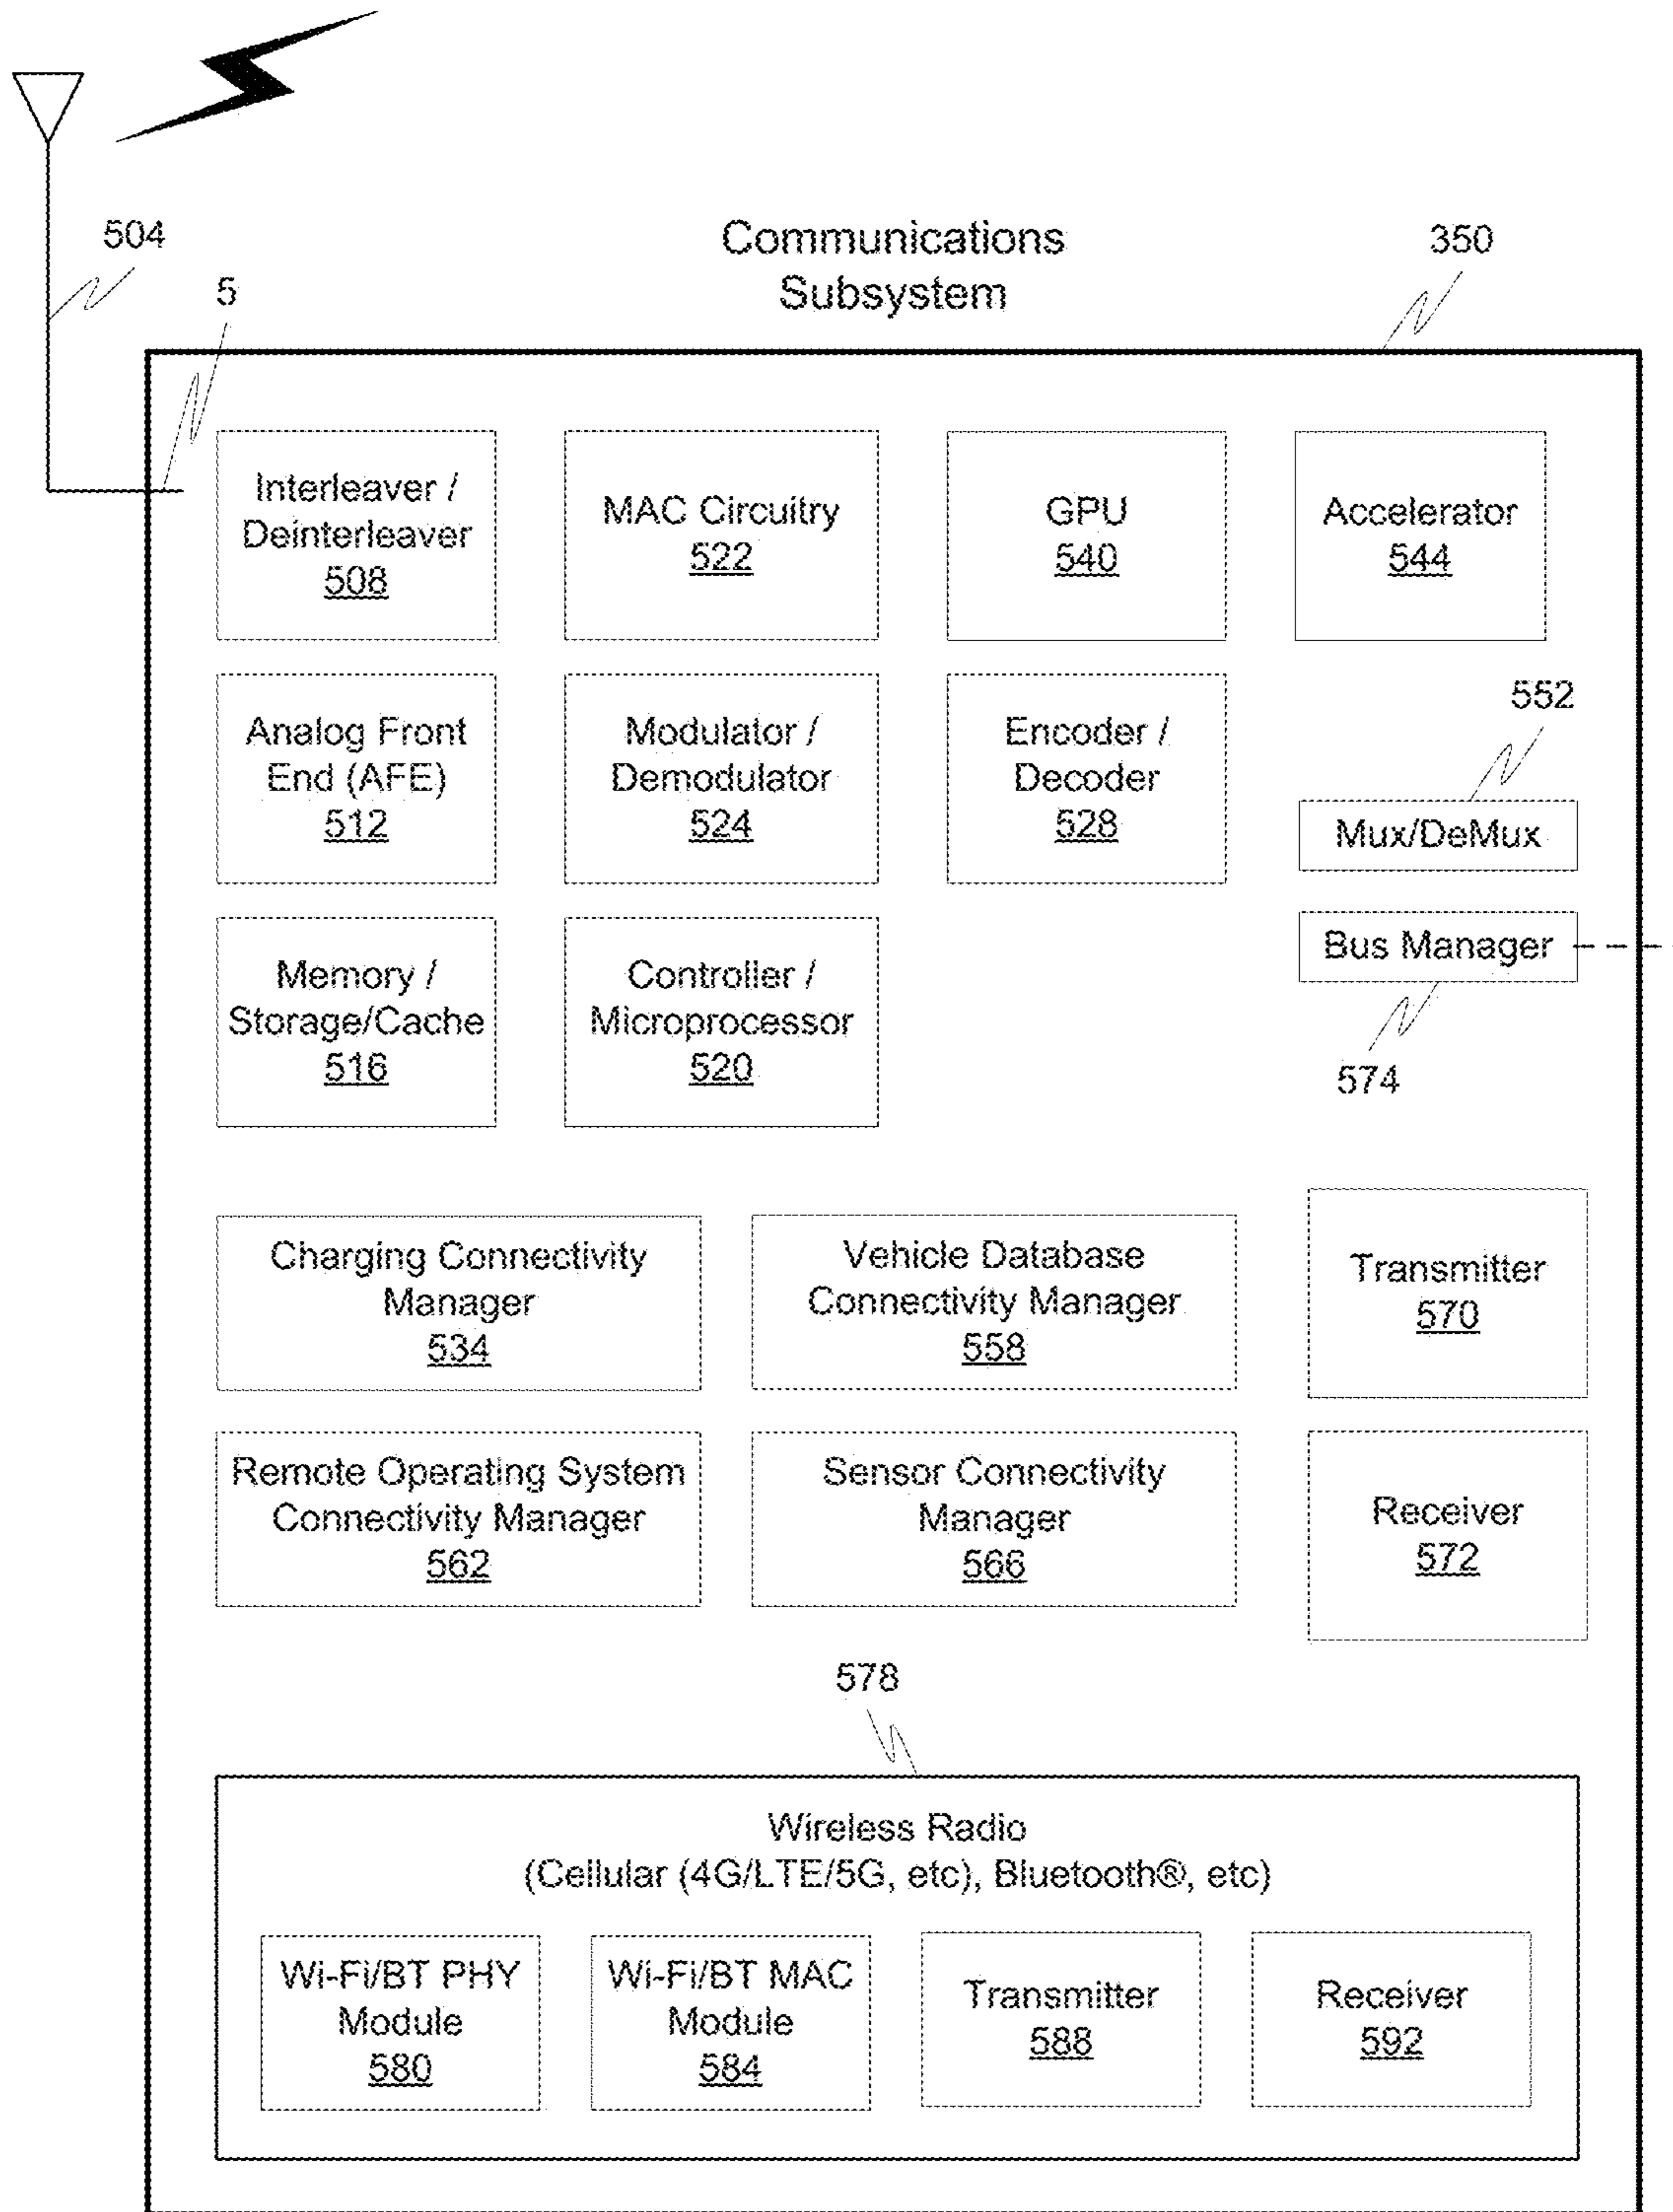 504
5
Communications
Subsystem
350
Interleaver /
Deinterleaver
508
MAC Circuitry
522
GPU
540
Accelerator
544
Analog Front
End (AFE)
512
Modulator /
Demodulator
524
Encoder /
Decoder
528
552
Mux/DeMux
Memory /
Storage/Cache
516
Controller /
Microprocessor
520
Bus Manager
574
Charging Connectivity
Manager
534
Vehicle Database
Connectivity Manager
558
Transmitter
570
Remote Operating System
Connectivity Manager
562
Sensor Connectivity
Manager
566
Receiver
572
578
Wireless Radio
(Cellular (4G/LTE/5G, etc), Bluetooth®, etc)
Wi-Fi/BT PHY
Module
580
Wi-Fi/BT MAC
Module
584
Transmitter
588
Receiver
592